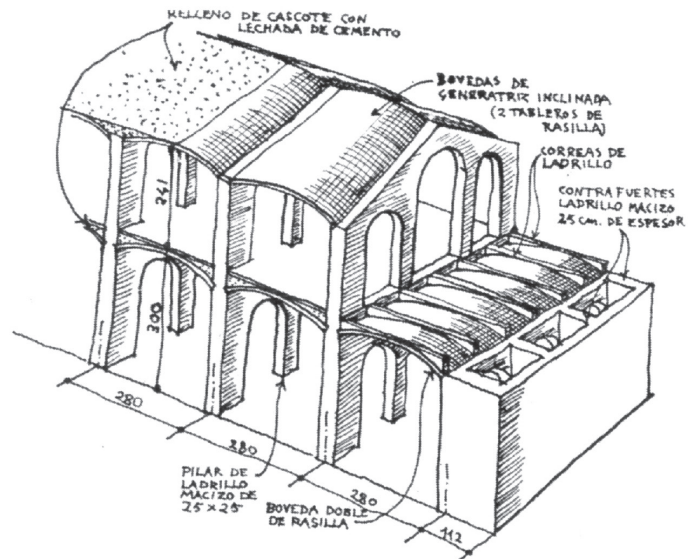 RELLENO DE CASCOTE CON
LECHADA DE CEMENTO
BOVEDAS DE
GENERATRIZ INCLINADA
(2 TABLEROS DE
RASILLA)
CORREAS DE
LADRILLO
CONTRAFUERTES
LADRILLO MACIZO
25 cm. DE ESPESOR
241
300
280
280
280
112
PILAR DE
LADRILLO
MACIZO DE
25 x 25
BOVEDA DOBLE
DE RASILLA